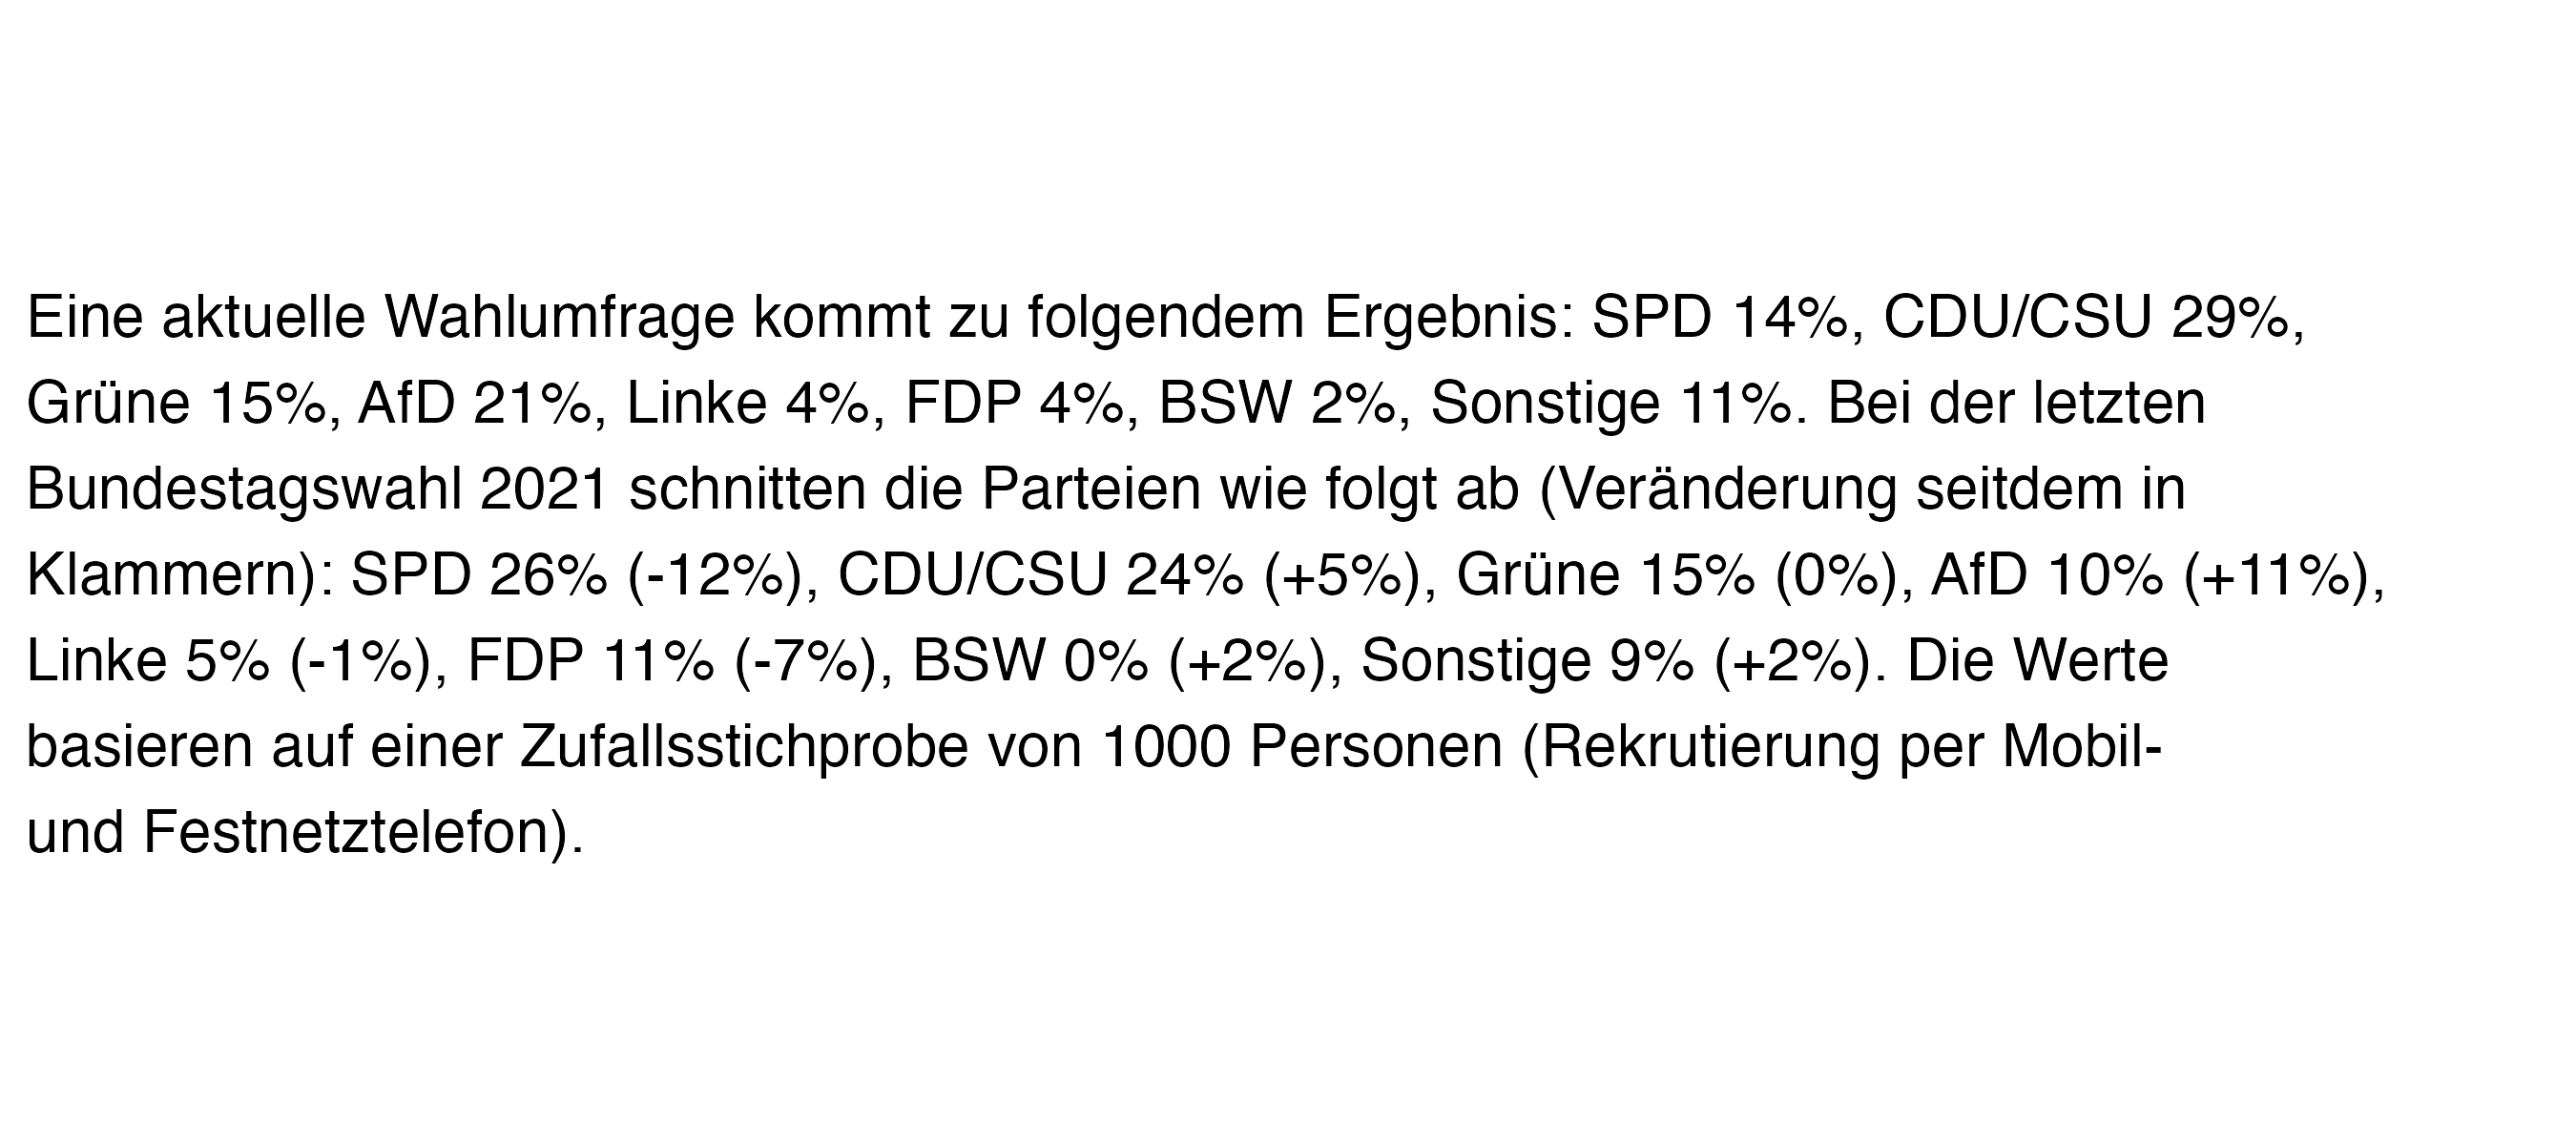 Eine aktuelle Wahlumfrage kommt zu folgendem Ergebnis: SPD 14%, CDU/CSU 29%,
Grüne 15%, AfD 21%, Linke 4%, FDP 4%, BSW 2%, Sonstige 11%. Bei der letzten
Bundestagswahl 2021 schnitten die Parteien wie folgt ab (Veränderung seitdem in
Klammern): SPD 26% (-12%), CDU/CSU 24% (+5%), Grüne 15% (0%), AfD 10% (+11%),
Linke 5% (-1%), FDP 11% (-7%), BSW 0% (+2%), Sonstige 9% (+2%). Die Werte
basieren auf einer Zufallsstichprobe von 1000 Personen (Rekrutierung per Mobil-
und Festnetztelefon).